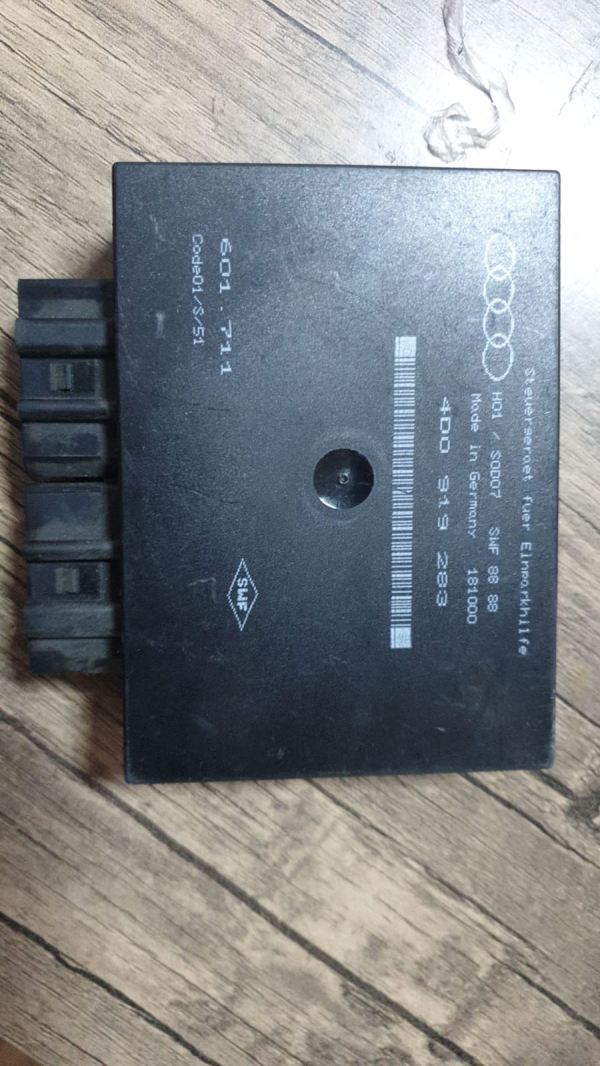 Steuergeraet fuer Einparkhilfe
H01 / SQD07 SWF 88 88
Made in Germany 181000
4D0 919 283
SWF
601.711
Code01/S/51